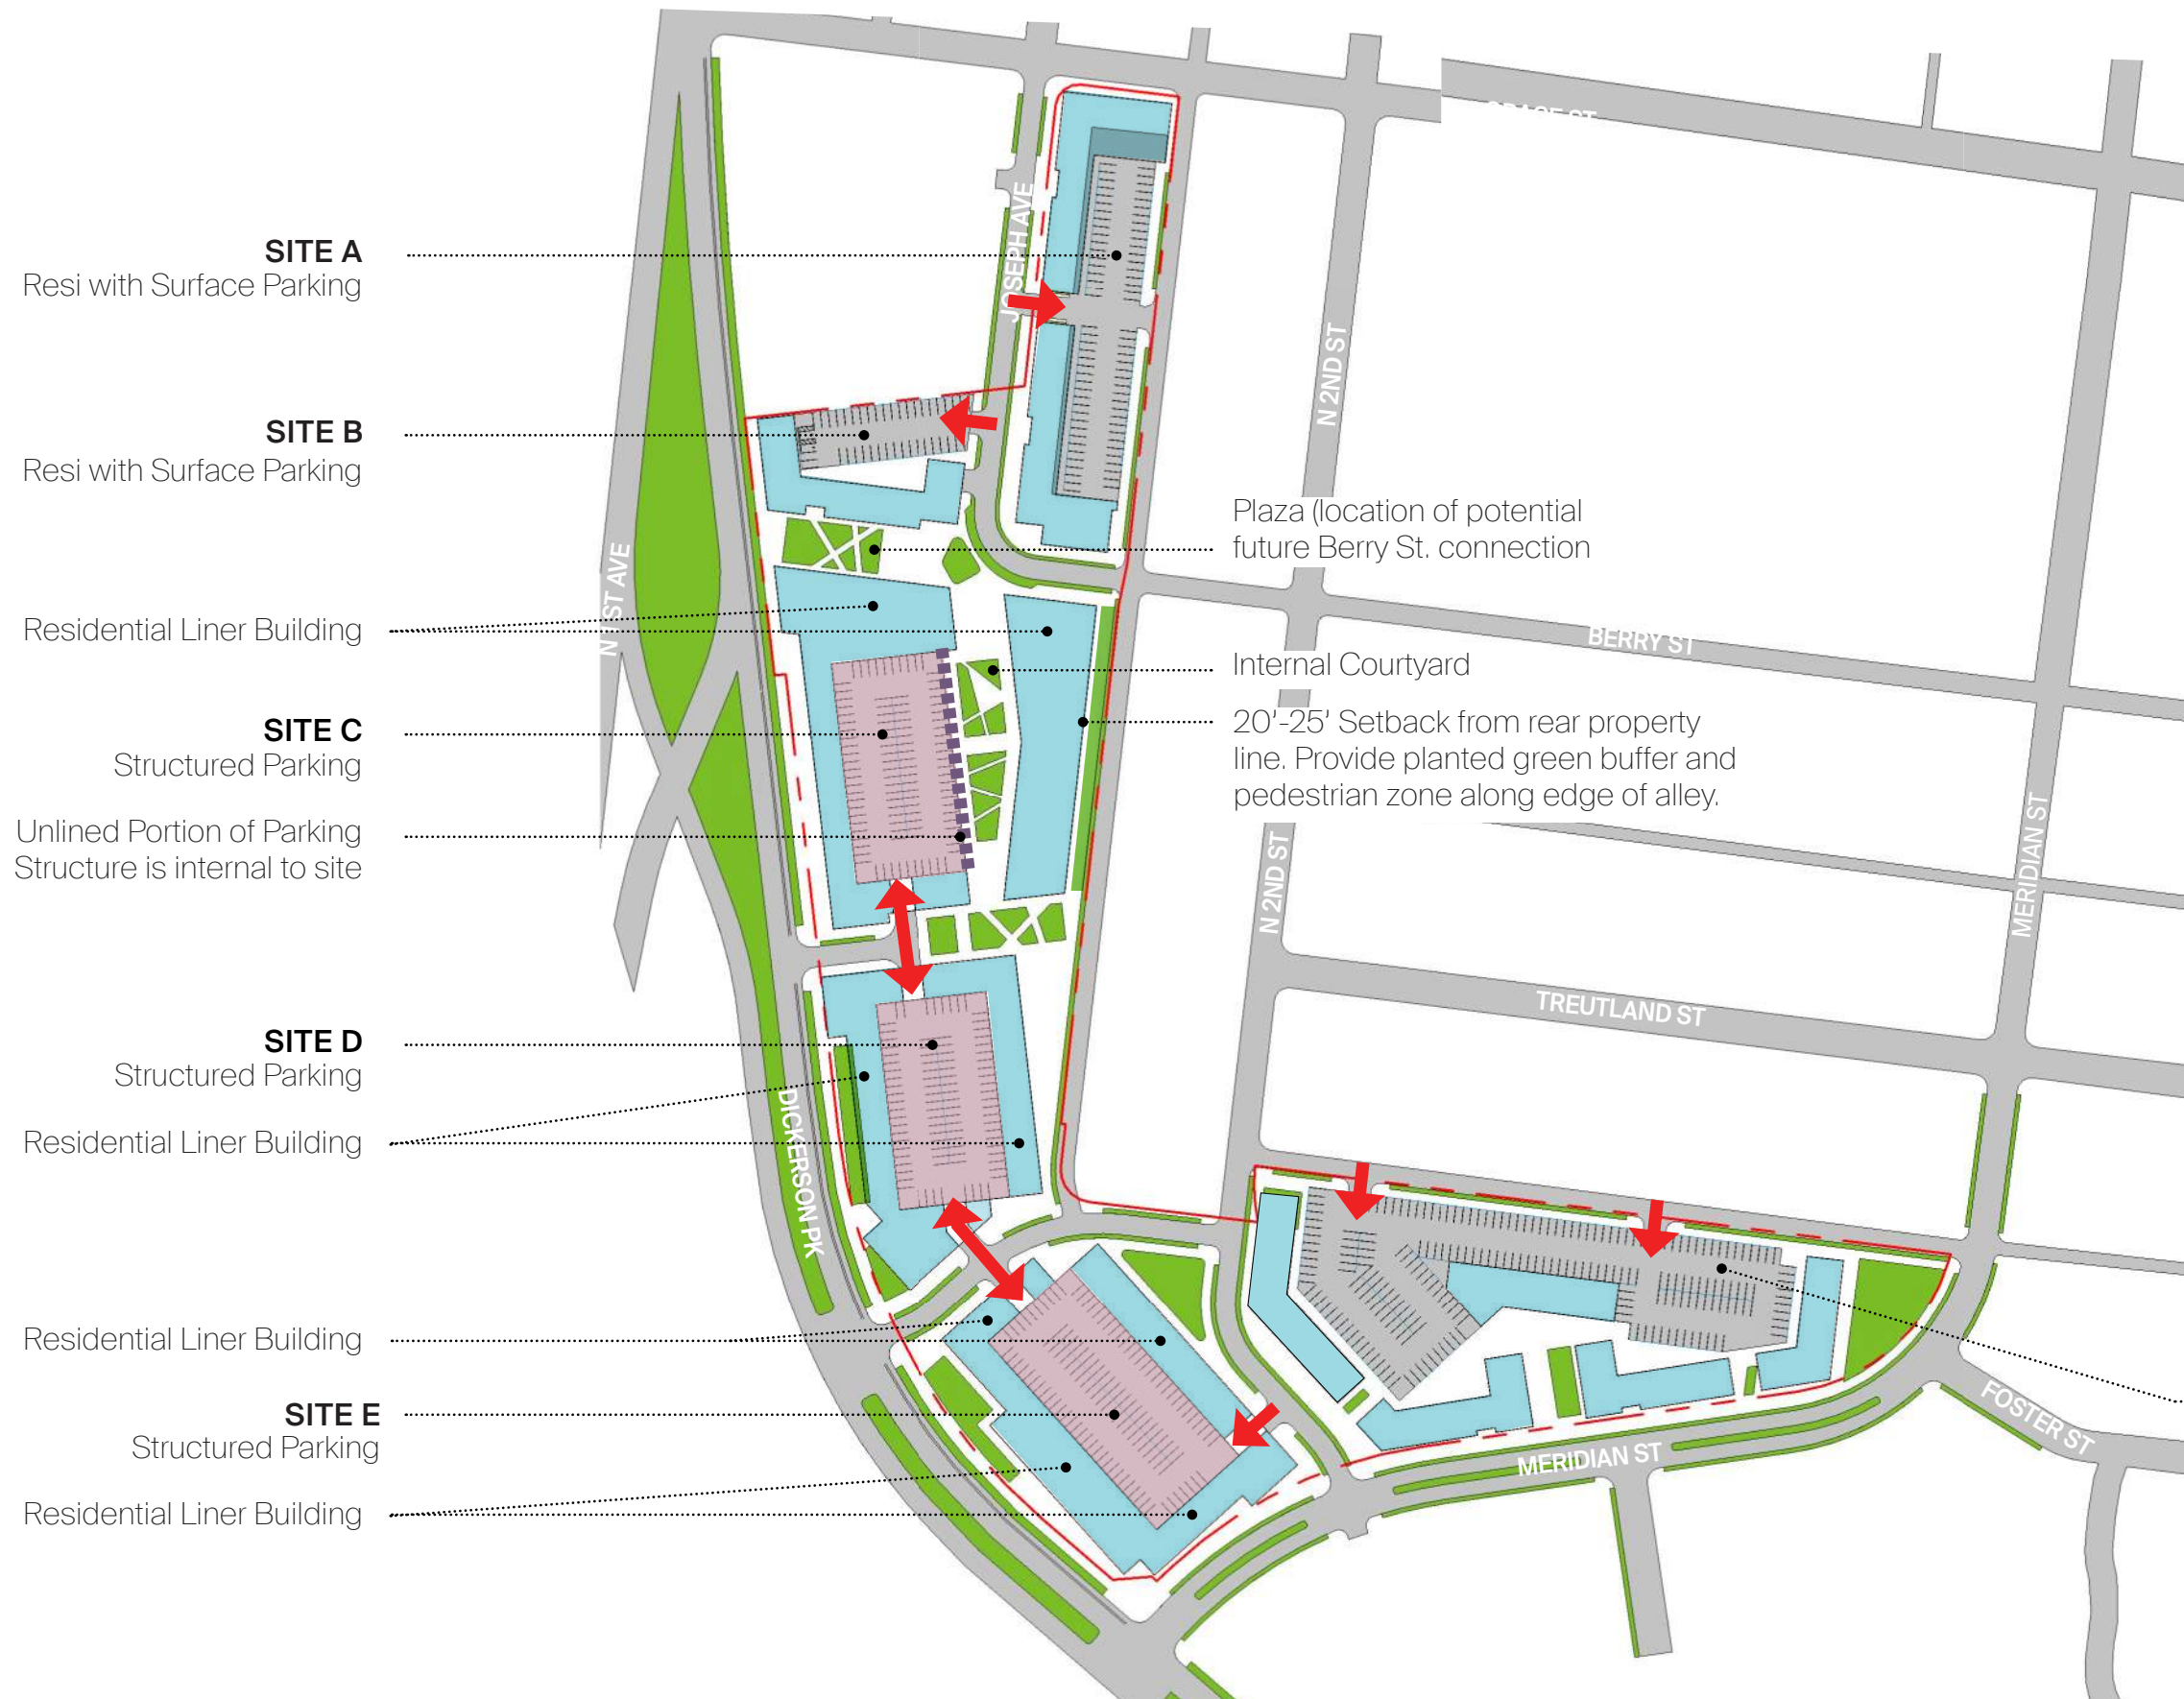 SITE A
Resi with Surface Parking
SITE B
Resi with Surface Parking
Residential Liner Building
SITE C
Structured Parking
Unlined Portion of Parking
Structure is internal to site
SITE D
Structured Parking
Residential Liner Building
Residential Liner Building
SITE E
Structured Parking
Residential Liner Building
Plaza (location of potential
future Berry St. connection
Internal Courtyard
20'-25' Setback from rear property
line. Provide planted green buffer and
pedestrian zone along edge of alley.
JOSEPH AVE
N 2ND ST
N 1ST AVE
BERRY ST
N 2ND ST
MERIDIAN ST
TREUTLAND ST
DICKERSON PK
MERIDIAN ST
FOSTER ST